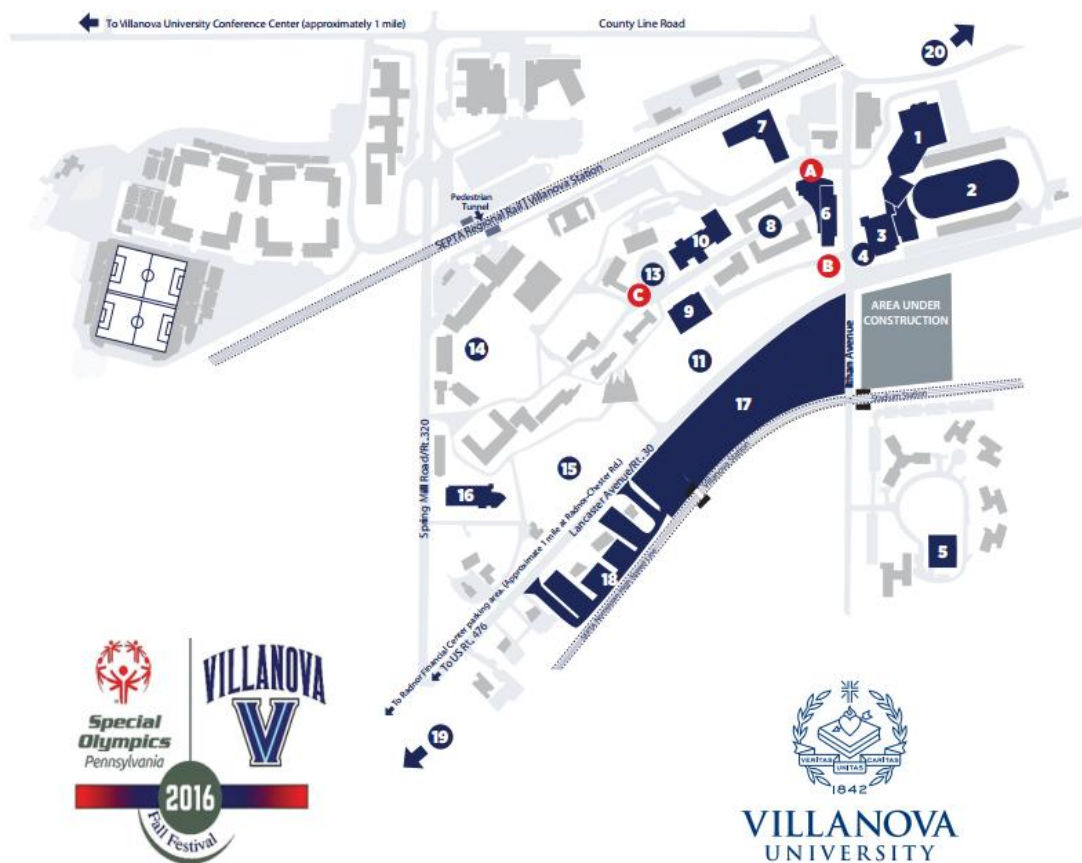 To Villanova University Conference Center (approximately 1 mile)
County Line Road
20
1
7
2
A
Pedestrian
Tunnel
SEPTA Regional Rail | Villanova Station
6
8
3
10
4
B
13
C
9
AREA UNDER
CONSTRUCTION
14
11
Ithan Avenue
17
Stadium Station
Spring Mill Road/Rt.320
15
Lancaster Avenue/Rt. 30
Villanova Station
16
5
18
To Radnor Financial Center parking area. (Approximate 1 mile at Radnor-Chester Rd.)
To US Rt. 476
19
Special
Olympics
Pennsylvania
VILLANOVA
V
2016
Fall Festival
VERITAS UNITAS CARITAS
1842
VILLANOVA
UNIVERSITY